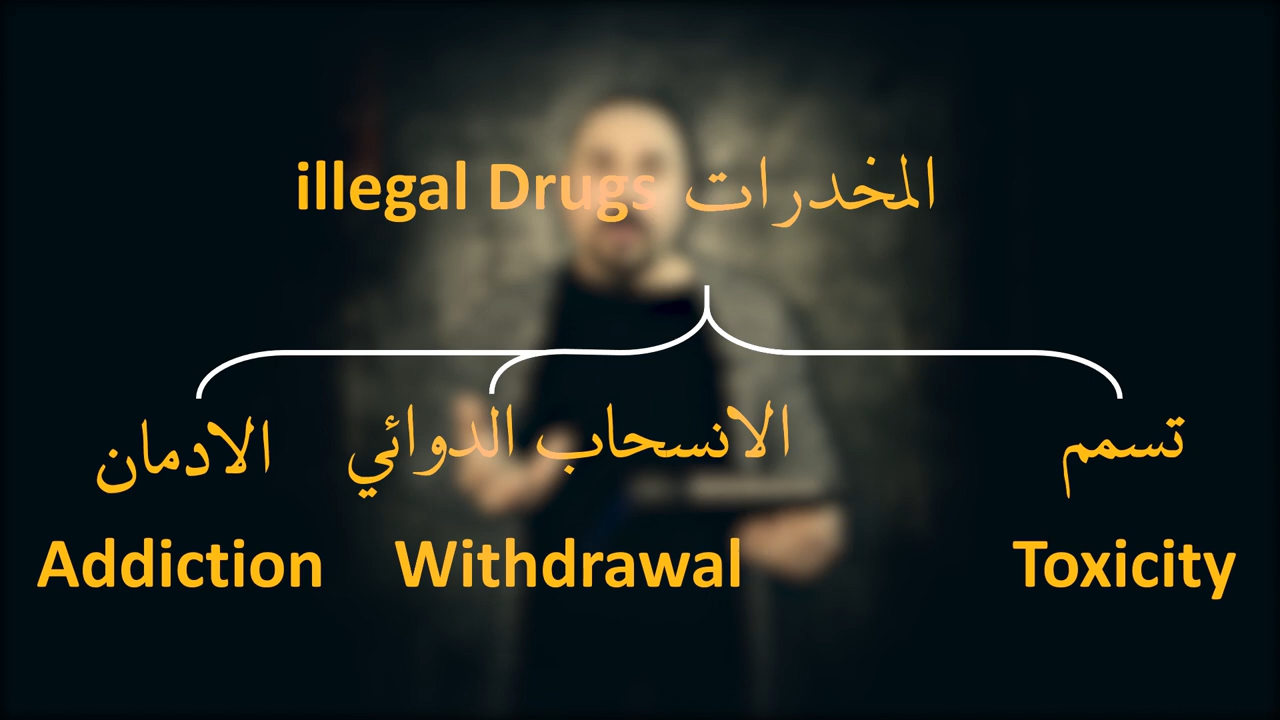 illegal Drugs المخدرات
الادمان
الانسحاب الدوائي
تسمم
Addiction
Withdrawal
Toxicity